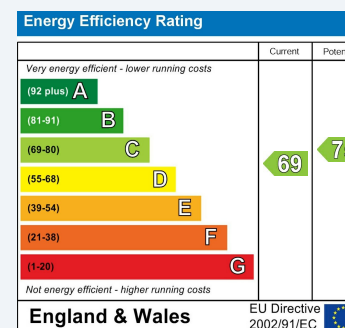 Energy Efficiency Rating
Current
Very energy efficient - lower running costs
(92 plus) A
(81-91) B
(69-80) C
(55-68) D
(39-54) E
(21-38) F
(1-20) G
69
Not energy efficient - higher running costs
England & Wales
EU Directive
2002/91/EC